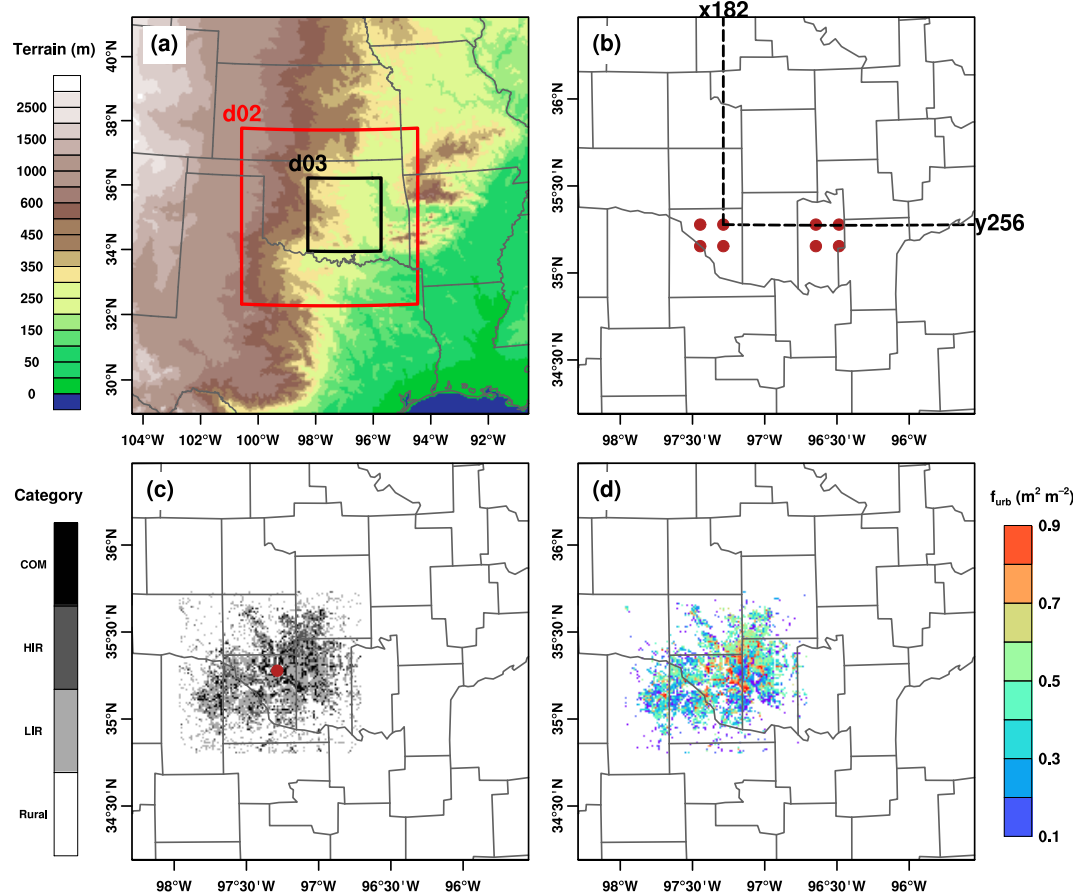 Terrain (m)
2500
1500
1000
600
450
350
250
150
50
0
(a)
d02
d03
40°N
38°N
36°N
34°N
32°N
30°N
104°W
100°W
98°W
96°W
92°W
(b)
x182
y256
36°N
35°30' N
35°N
34°30' N
98°W
97°30'W
97°W
96°30'W
96°W
Category
COM
HIR
LIR
Rural
(c)
36°N
35°30' N
35°N
34°30' N
98°W
97°30'W
97°W
96°30'W
96°W
(d)
36°N
35°30' N
35°N
34°30' N
98°W
97°30'W
97°W
96°30'W
96°W
f_urb (m² m⁻²)
0.9
0.7
0.5
0.3
0.1